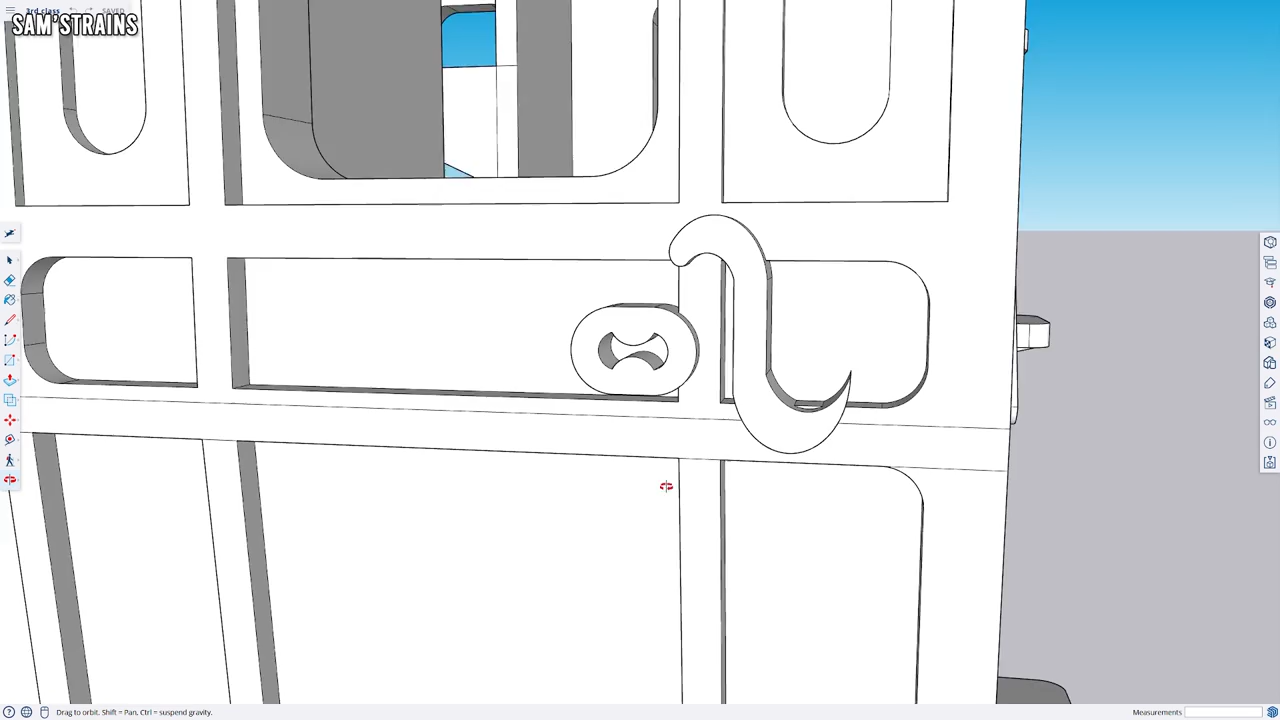 3rd class SAVED
SAM'STRAINS
Drag to orbit. Shift = Pan, Ctrl = suspend gravity. Measurements